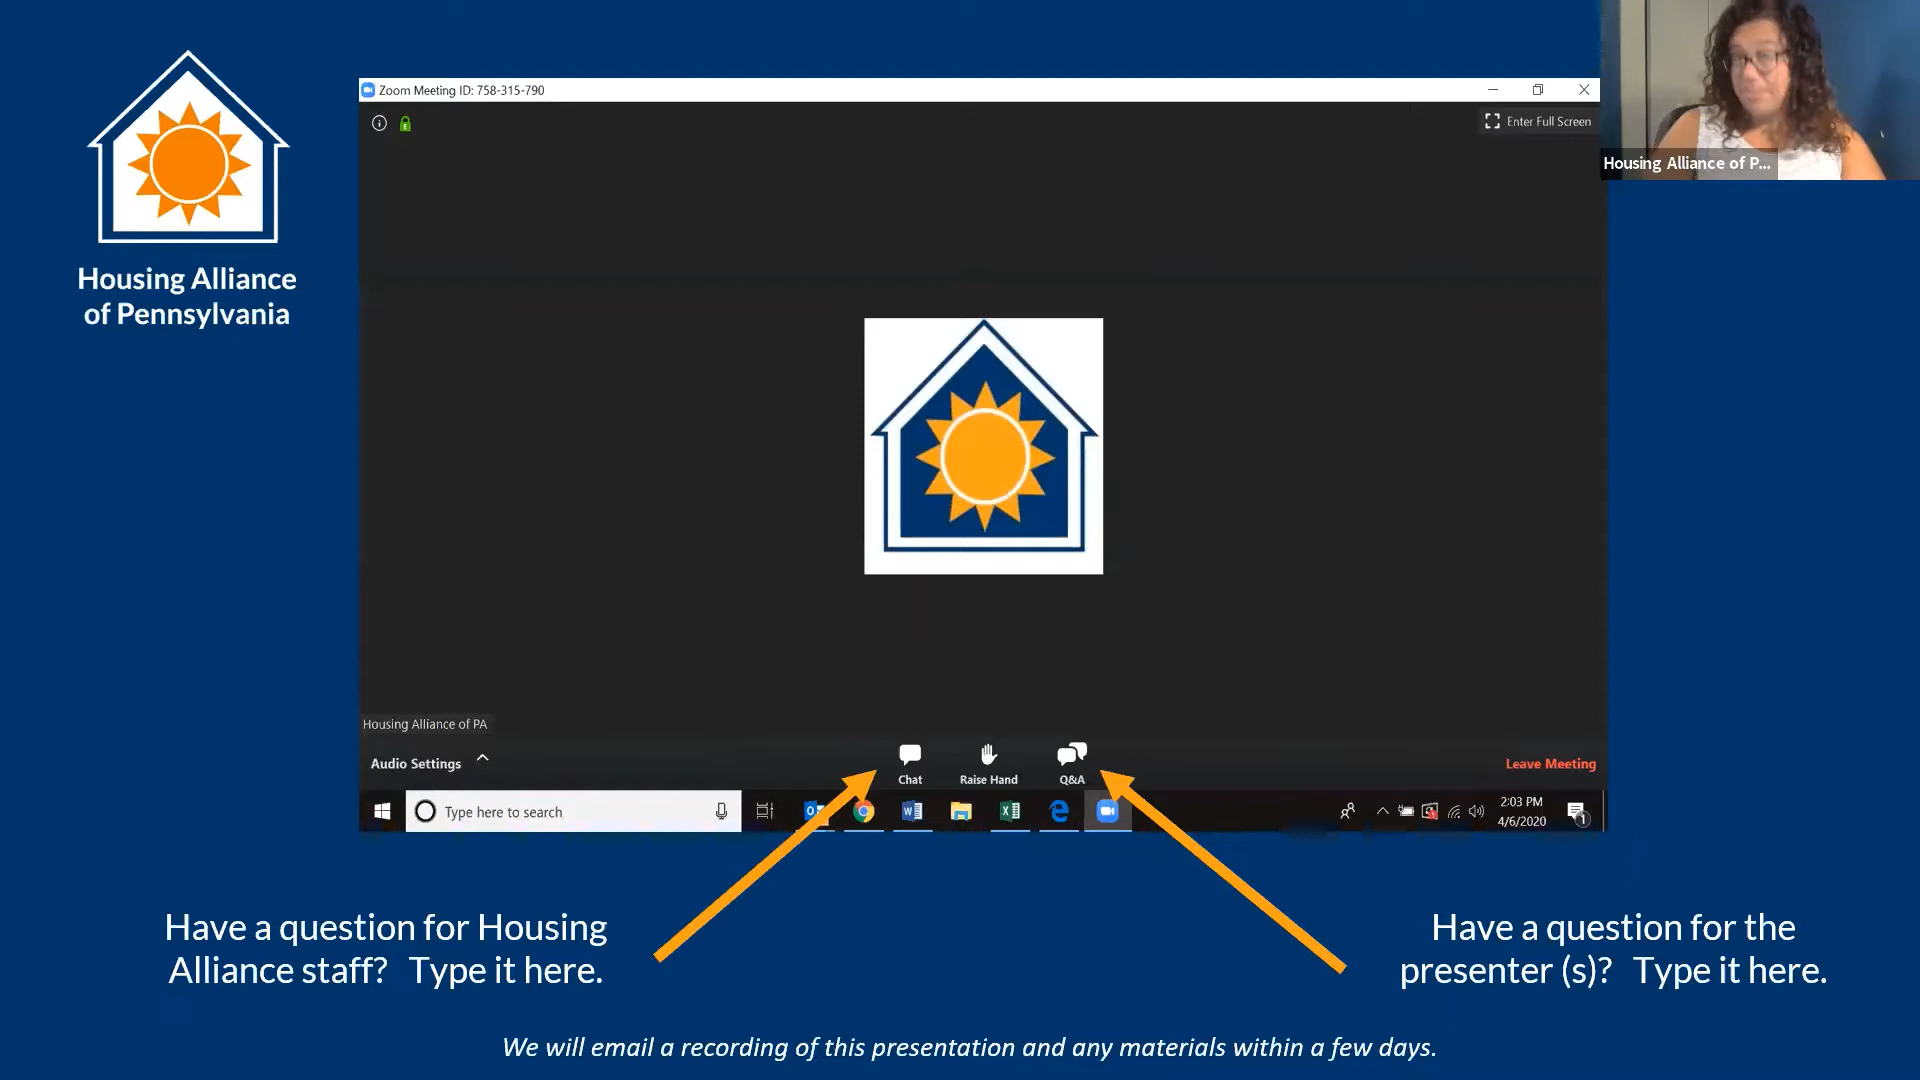 Housing Alliance
of Pennsylvania
Zoom Meeting ID: 758-315-790
Enter Full Screen
Housing Alliance of P...
Housing Alliance of PA
Audio Settings
Chat
Raise Hand
Q&A
Leave Meeting
Type here to search
2:03 PM
4/6/2020
1
Have a question for Housing
Alliance staff? Type it here.
Have a question for the
presenter (s)? Type it here.
We will email a recording of this presentation and any materials within a few days.